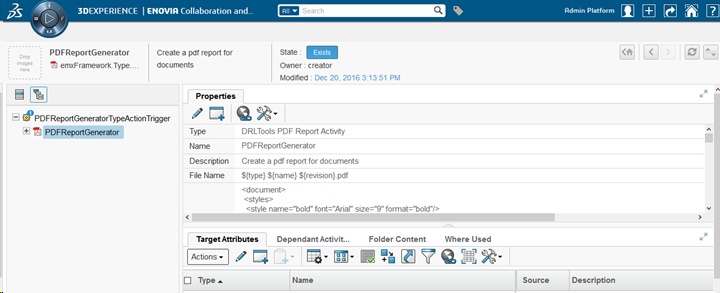 3DEXPERIENCE | ENOVIA Collaboration and..
All
Search
Admin Platform
V.R
Drop images here
PDFReportGenerator
emxFramework.Type....
Create a pdf report for documents
State : Exists
Owner : creator
Modified : Dec 20, 2016 3:13:51 PM
PDFReportGeneratorTypeActionTrigger
PDFReportGenerator
Properties
Type DRLTools PDF Report Activity
Name PDFReportGenerator
Description Create a pdf report for documents
File Name ${type} ${name} ${revision}.pdf
<document>
<styles>
<style name="bold" font="Arial" size="9" format="bold"/>
Target Attributes Dependant Activit... Folder Content Where Used
Actions
Type Name Source Description